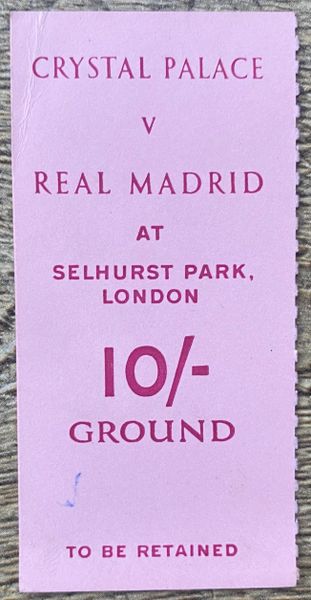 CRYSTAL PALACE
V
REAL MADRID
AT
SELHURST PARK,
LONDON
10/-
GROUND
TO BE RETAINED